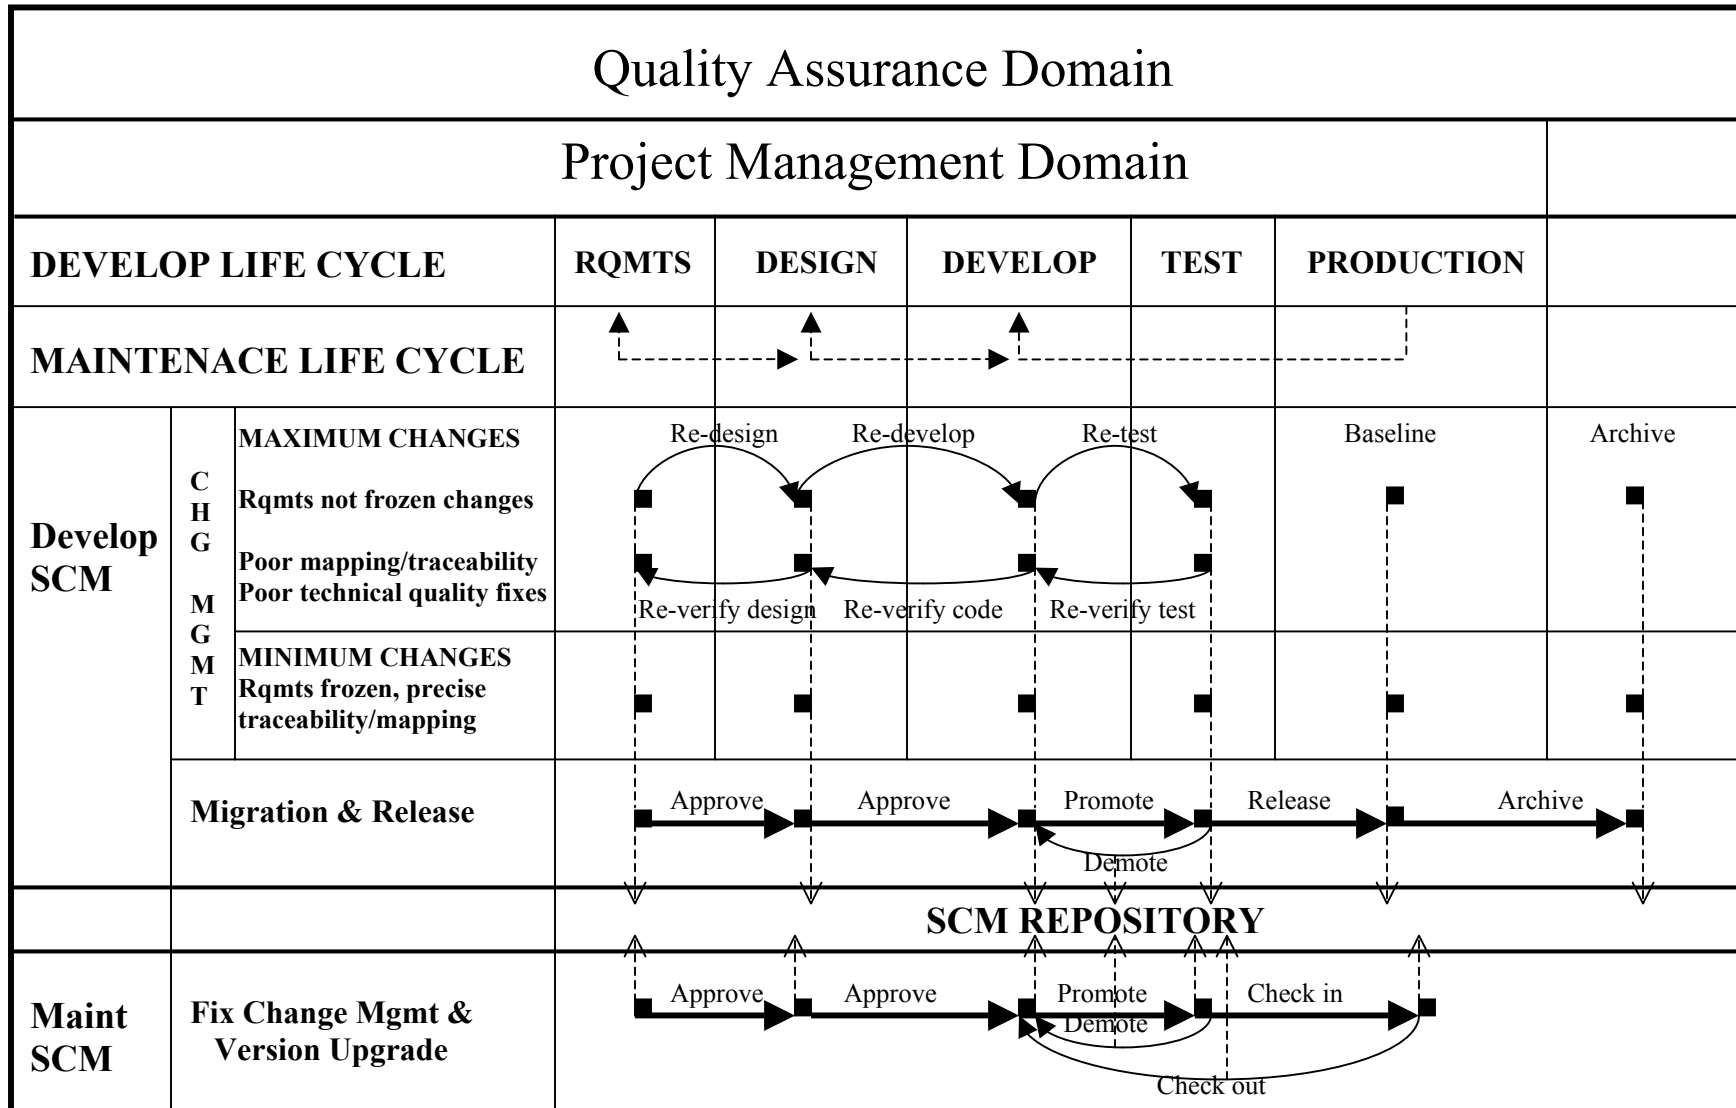 Quality Assurance Domain
Project Management Domain
DEVELOP LIFE CYCLE
RQMTS
DESIGN
DEVELOP
TEST
PRODUCTION
MAINTENACE LIFE CYCLE
Develop
SCM
C
H
G
M
G
M
T
MAXIMUM CHANGES
Rqmts not frozen changes
Poor mapping/traceability
Poor technical quality fixes
Re-design
Re-develop
Re-test
Baseline
Archive
Re-verify design
Re-verify code
Re-verify test
MINIMUM CHANGES
Rqmts frozen, precise
traceability/mapping
Migration & Release
Approve
Approve
Promote
Release
Archive
Demote
SCM REPOSITORY
Maint
SCM
Fix Change Mgmt &
Version Upgrade
Approve
Approve
Promote
Check in
Demote
Check out